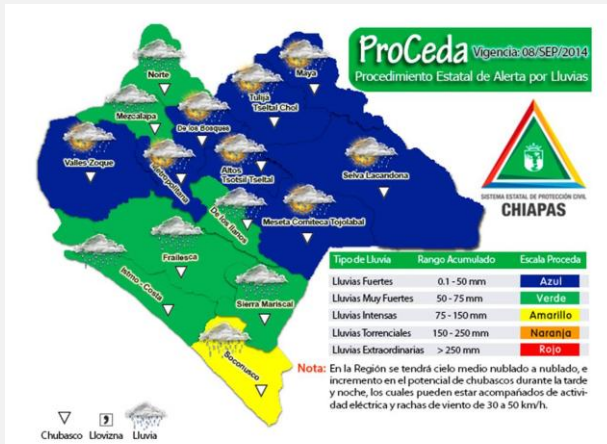 ProCeda Vigencia: 08/SEP/2014
Procedimiento Estatal de Alerta por Lluvias
Norte
Maya
Mezcalapa
Tulija
Tseltal Chol
De los Bosques
Valles Zoque
Metropolitana
Altos
Tsotsil Tseltal
Selva Lacandona
De los llanos
Meseta Comiteca Tojolabal
Frailesca
Istmo - Costa
Sierra Mariscal
Soconusco
SISTEMA ESTATAL DE PROTECCIÓN CIVIL
CHIAPAS
Tipo de Lluvia Rango Acumulado Escala Proceda
Lluvias Fuertes 0.1 - 50 mm Azul
Lluvias Muy Fuertes 50 - 75 mm Verde
Lluvias Intensas 75 - 150 mm Amarillo
Lluvias Torrenciales 150 - 250 mm Naranja
Lluvias Extraordinarias > 250 mm Rojo
Nota: En la Región se tendrá cielo medio nublado a nublado, e
incremento en el potencial de chubascos durante la tarde
y noche, los cuales pueden estar acompañados de activi-
dad eléctrica y rachas de viento de 30 a 50 km/h.
Chubasco Llovizna Lluvia